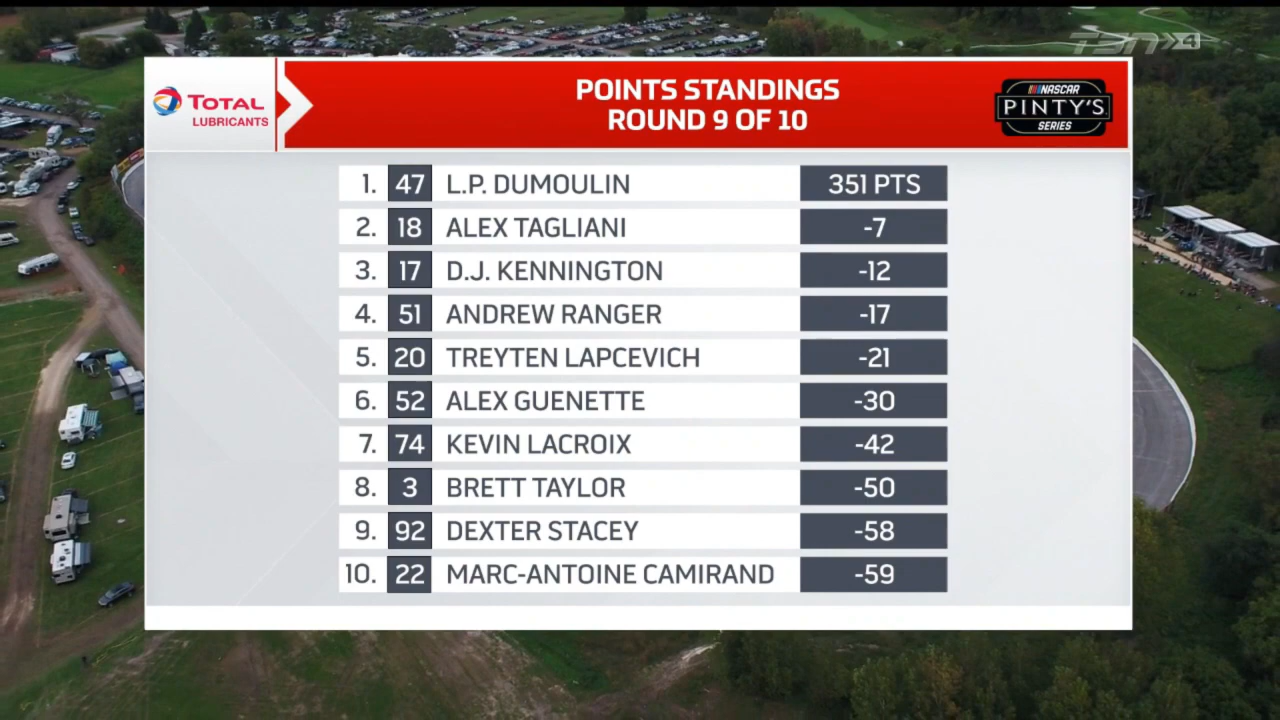 TSN 4
TOTAL
LUBRICANTS
POINTS STANDINGS
ROUND 9 OF 10
NASCAR
PINTY'S
SERIES
1. 47 L.P. DUMOULIN 351 PTS
2. 18 ALEX TAGLIANI -7
3. 17 D.J. KENNINGTON -12
4. 51 ANDREW RANGER -17
5. 20 TREYTEN LAPCEVICH -21
6. 52 ALEX GUENETTE -30
7. 74 KEVIN LACROIX -42
8. 3 BRETT TAYLOR -50
9. 92 DEXTER STACEY -58
10. 22 MARC-ANTOINE CAMIRAND -59